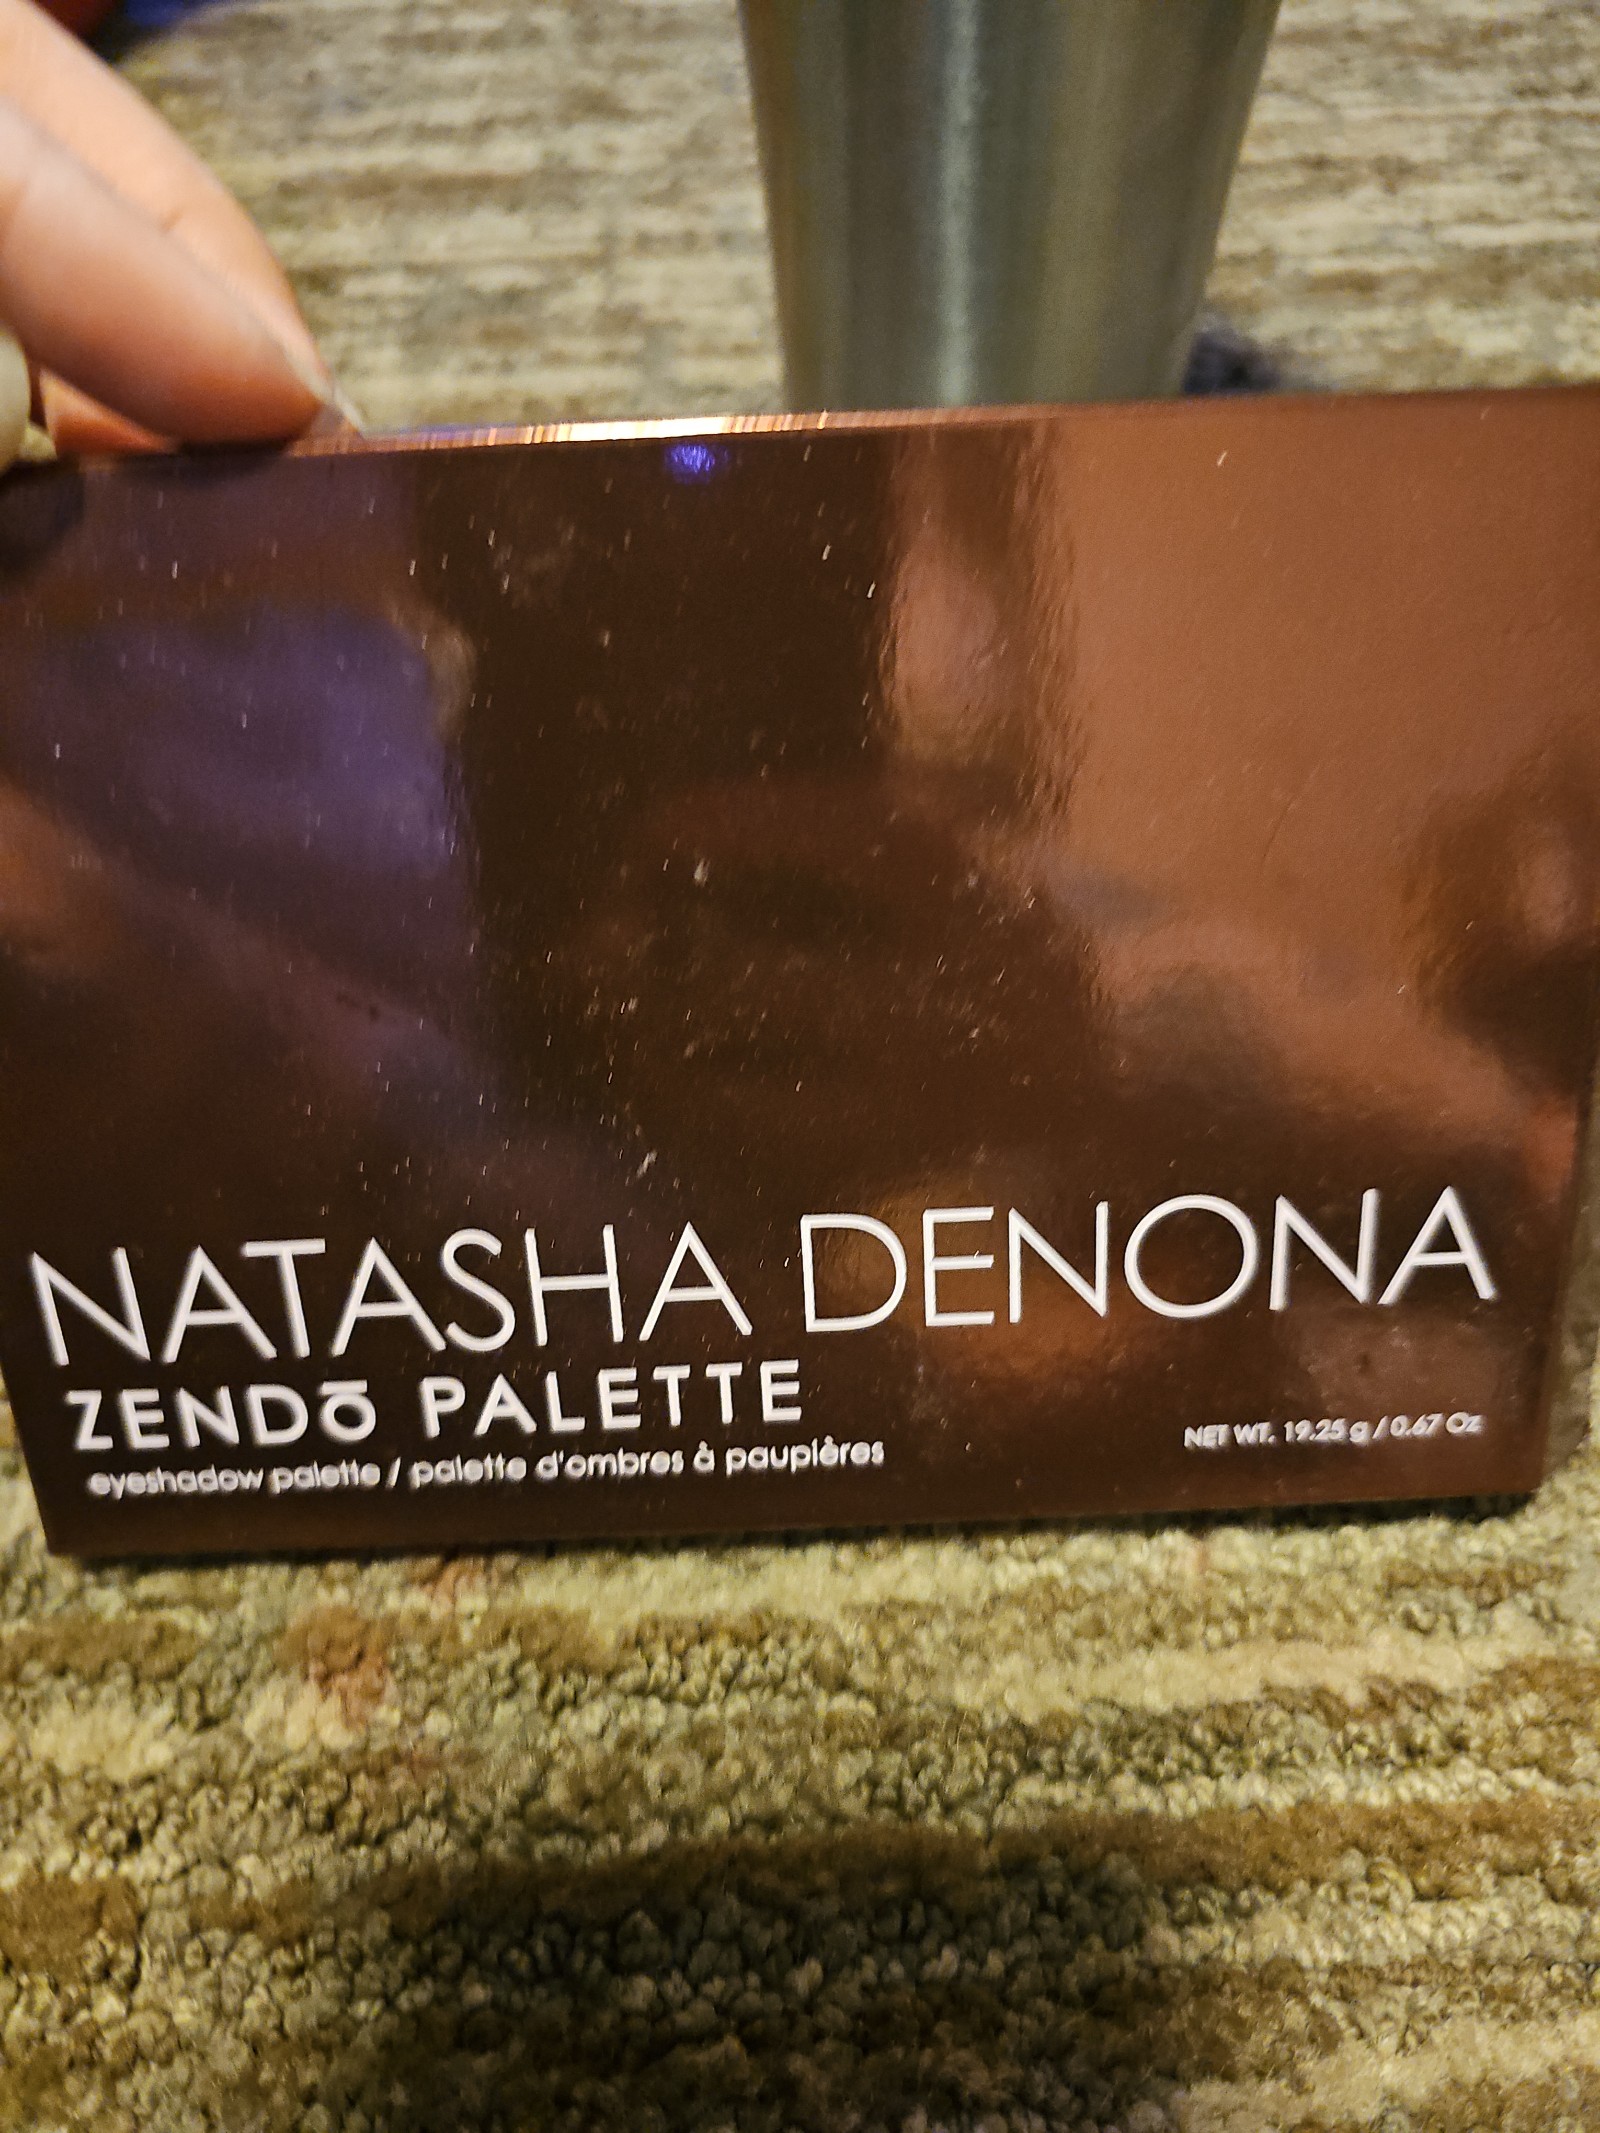 NATASHA DENONA
ZENDō PALETTE
eyeshadow palette / palette d'ombres à paupières
NET WT. 19.25 g / 0.67 Oz